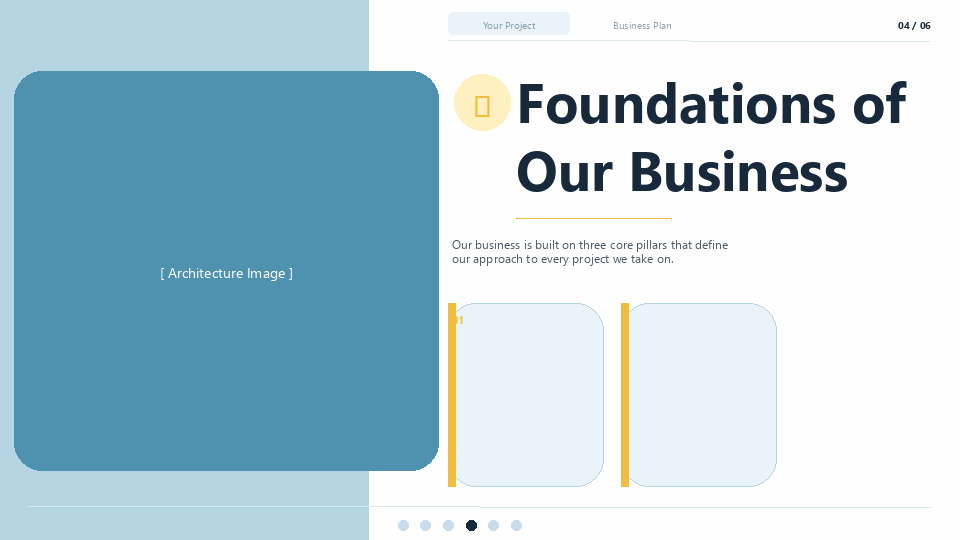 Your Project
Business Plan
04 / 06
Foundations of
Our Business
Our business is built on three core pillars that define
our approach to every project we take on.
[ Architecture Image ]
01